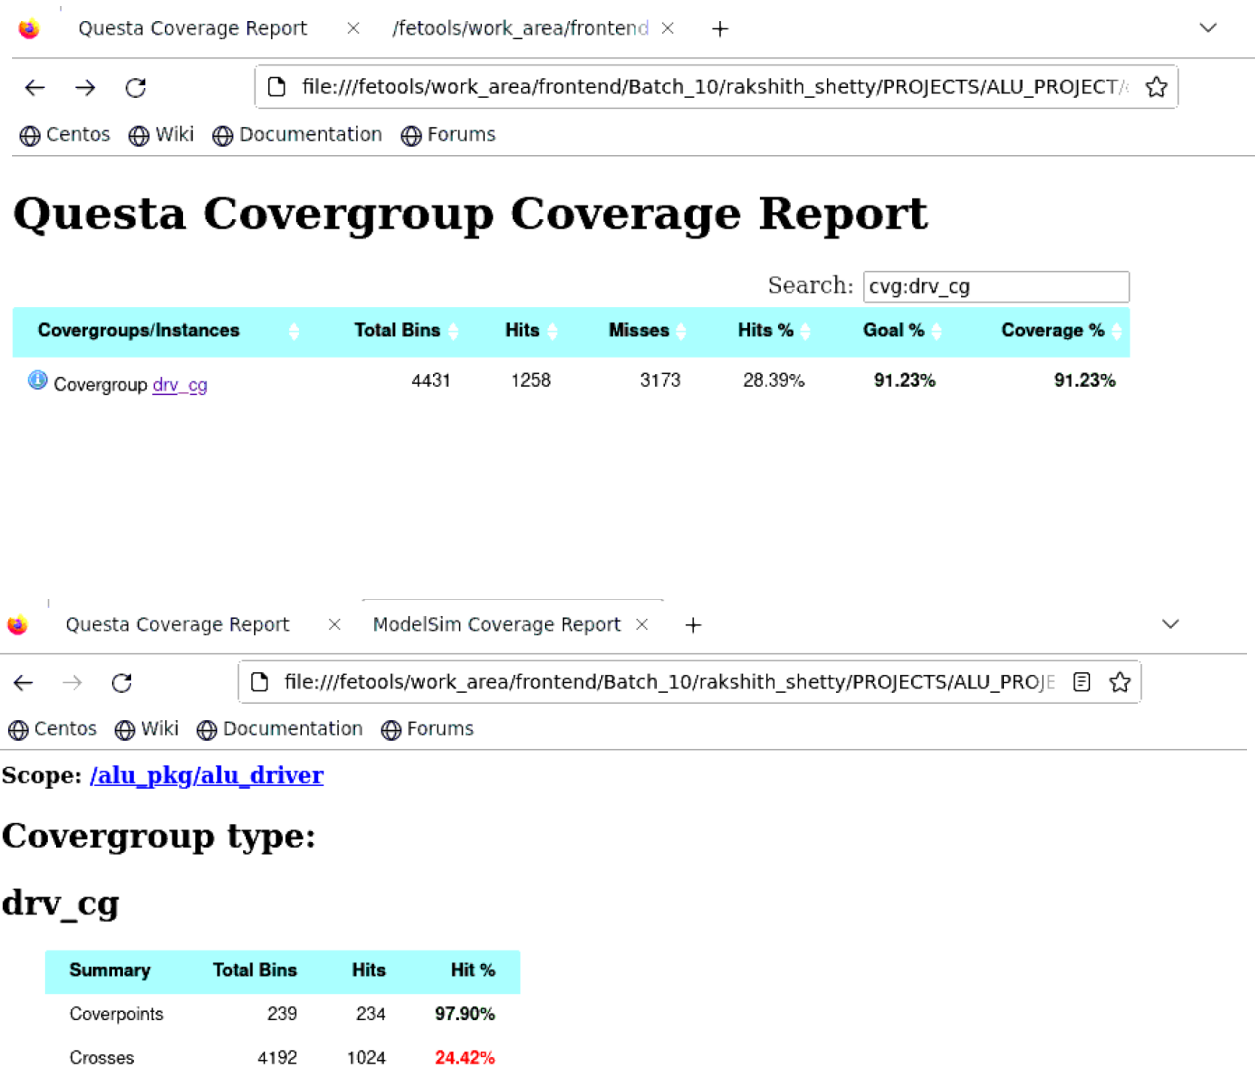 Questa Coverage Report × /fetools/work_area/frontend × +
file:///fetools/work_area/frontend/Batch_10/rakshith_shetty/PROJECTS/ALU_PROJECT/
Centos Wiki Documentation Forums
Questa Covergroup Coverage Report
Search: cvg:drv_cg
Covergroups/Instances Total Bins Hits Misses Hits % Goal % Coverage %
Covergroup drv_cg 4431 1258 3173 28.39% 91.23% 91.23%
Questa Coverage Report × ModelSim Coverage Report × +
file:///fetools/work_area/frontend/Batch_10/rakshith_shetty/PROJECTS/ALU_PROJE
Centos Wiki Documentation Forums
Scope: /alu_pkg/alu_driver
Covergroup type:
drv_cg
Summary Total Bins Hits Hit %
Coverpoints 239 234 97.90%
Crosses 4192 1024 24.42%